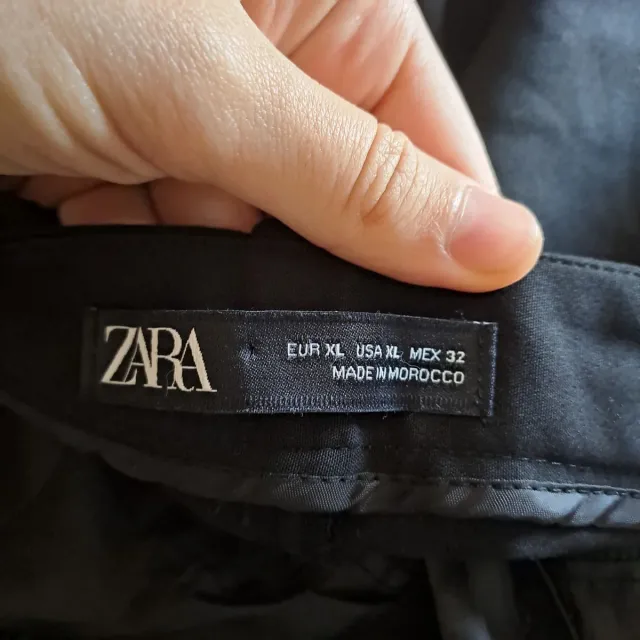 ZARA
EUR XL USA XL MEX 32
MADE IN MOROCCO